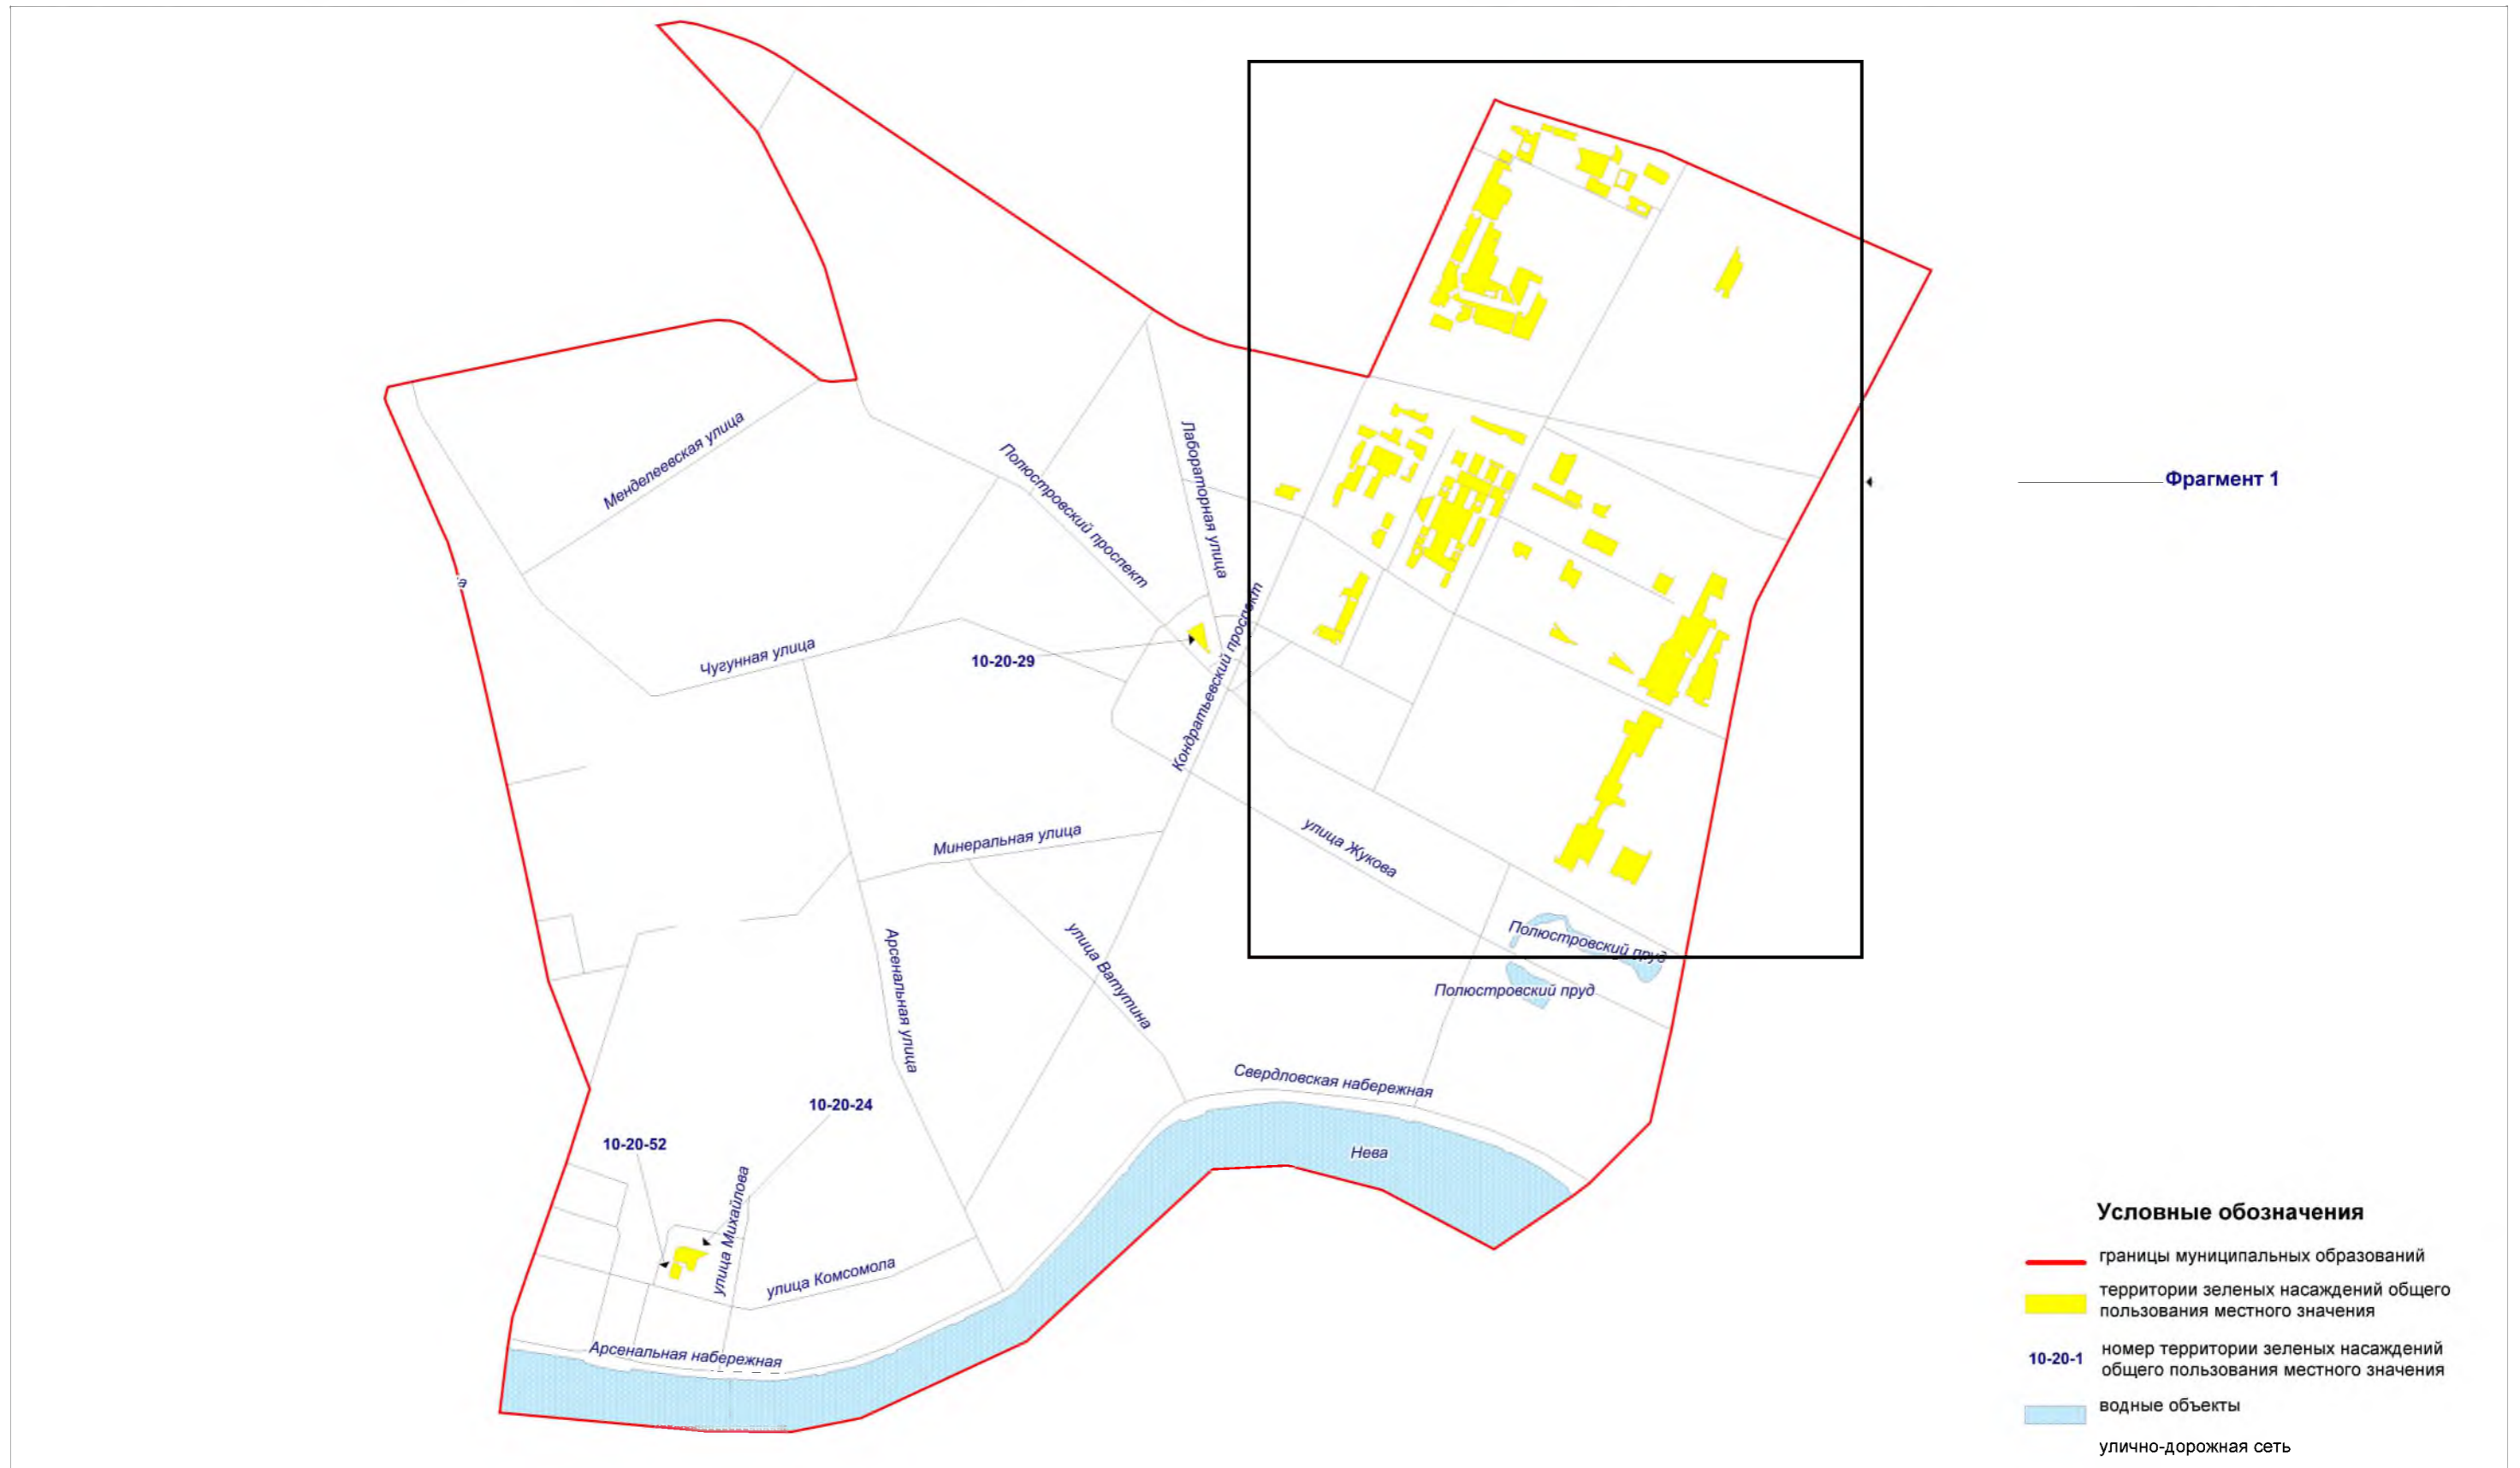 Менделеевская улица
Полюстровский проспект
Лабораторная улица
Фрагмент 1
а
Чугунная улица
10-20-29
Кондратьевский проспект
Минеральная улица
улица Жукова
Арсенальная улица
улица Ватутина
Полюстровский пруд
Полюстровский пруд
Свердловская набережная
10-20-24
10-20-52
Нева
улица Михайлова
улица Комсомола
Арсенальная набережная
Условные обозначения
границы муниципальных образований
территории зеленых насаждений общего
пользования местного значения
10-20-1
номер территории зеленых насаждений
общего пользования местного значения
водные объекты
улично-дорожная сеть